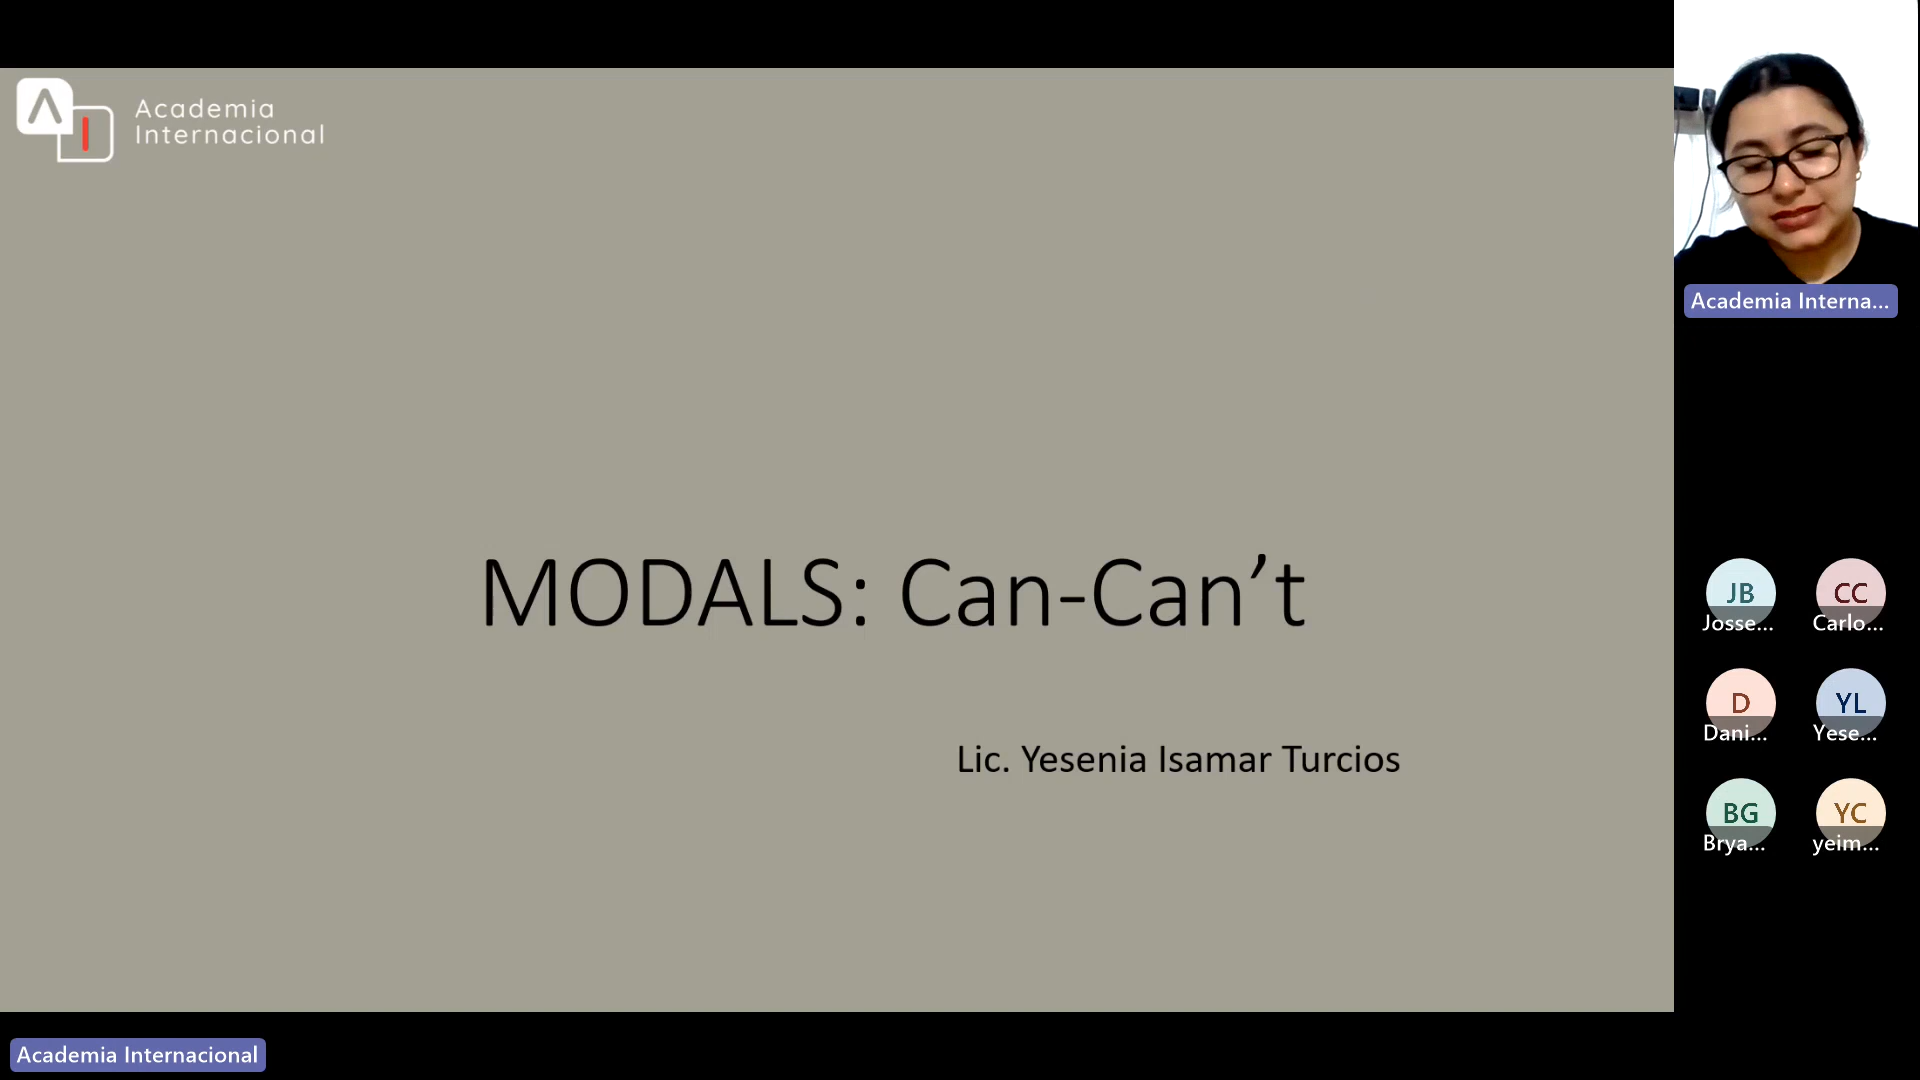 Academia
Internacional
MODALS: Can-Can’t
Lic. Yesenia Isamar Turcios
Academia Interna...
JB
Josse...
CC
Carlo...
D
Dani...
YL
Yese...
BG
Brya...
YC
yeim...
Academia Internacional